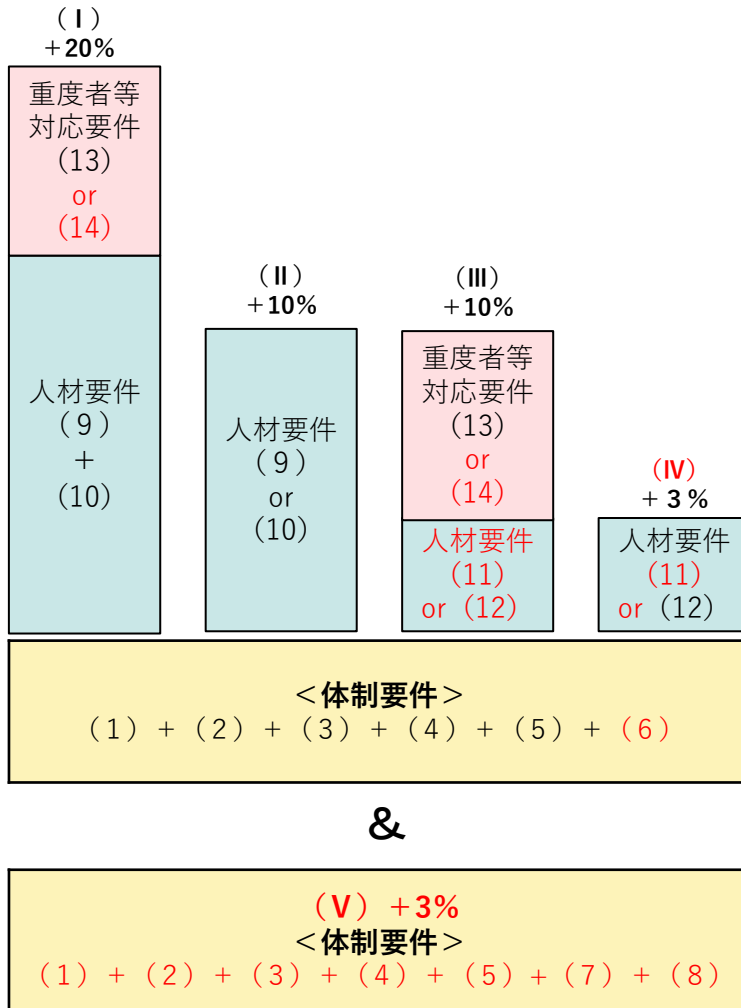 （Ⅰ）
+20%
重度者等
対応要件
（13）
or
（14）
人材要件
（９）
+
（10）
（Ⅱ）
+10%
人材要件
（９）
or
（10）
（Ⅲ）
+10%
重度者等
対応要件
（13）
or
（14）
人材要件
（11）
or（12）
（Ⅳ）
+３%
人材要件
（11）
or（12）
＜体制要件＞
（１）+（２）+（３）+（４）+（５）+（６）
&
（Ⅴ）+3%
＜体制要件＞
（１）+（２）+（３）+（４）+（５）+（７）+（８）